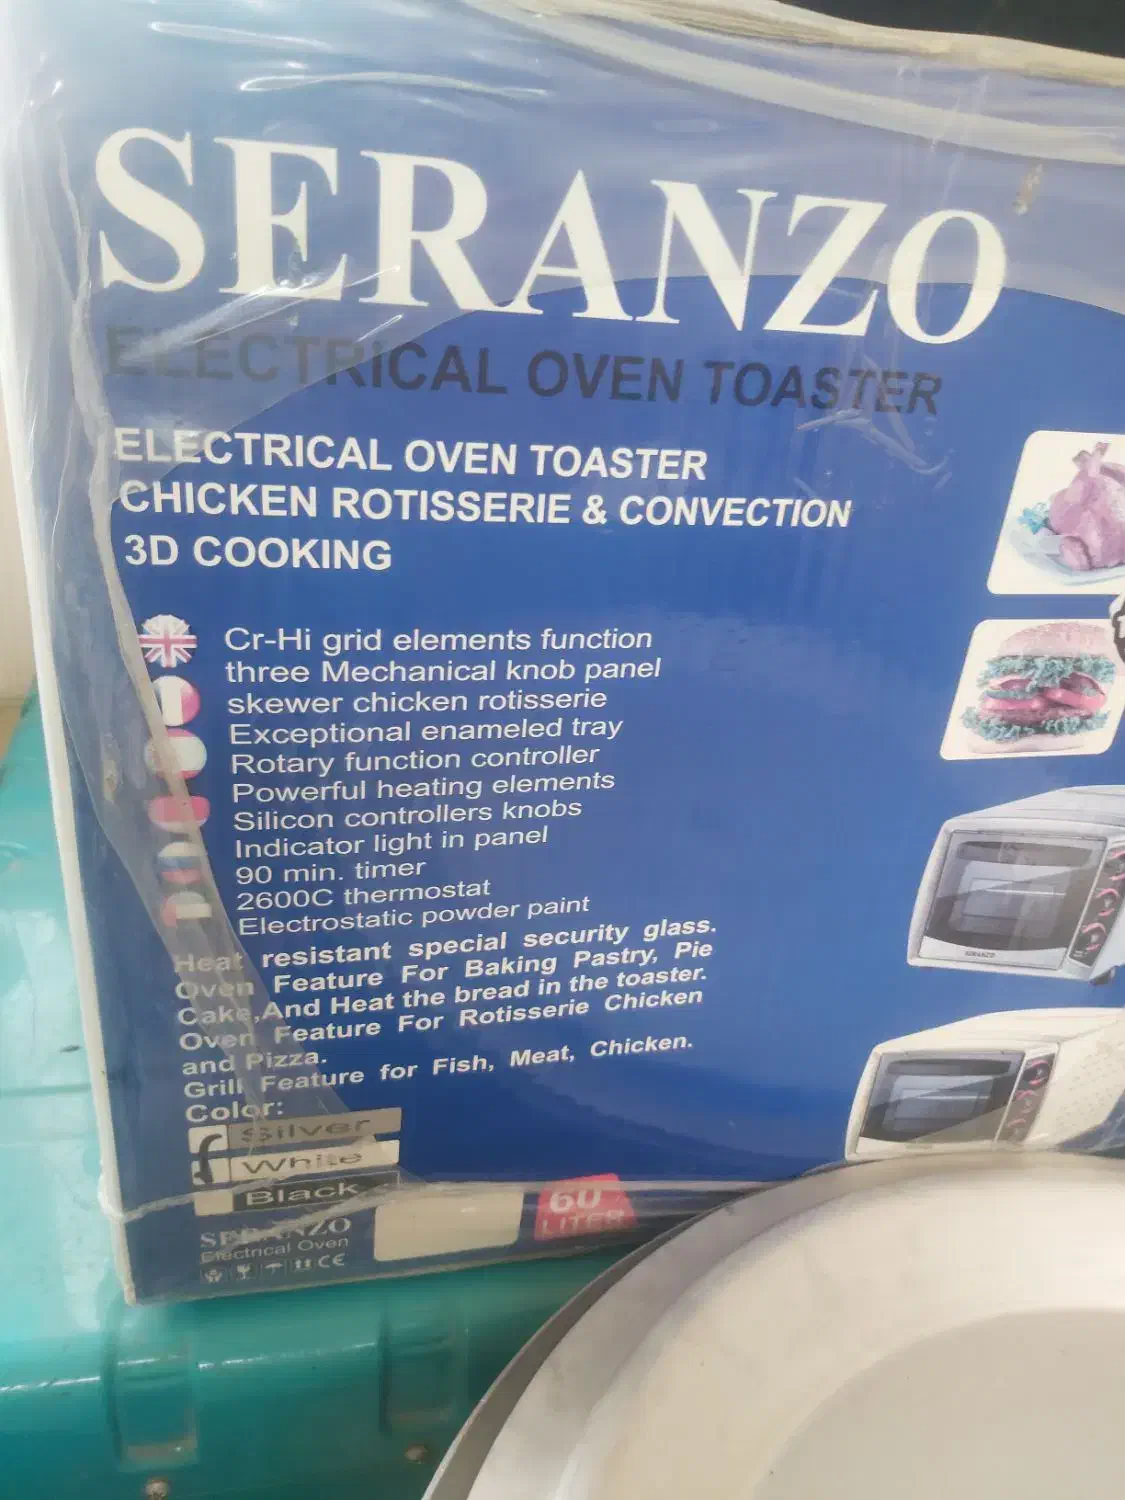 SERANZO
ELECTRICAL OVEN TOASTER
ELECTRICAL OVEN TOASTER
CHICKEN ROTISSERIE & CONVECTION
3D COOKING
Cr-Hi grid elements function
three Mechanical knob panel
skewer chicken rotisserie
Exceptional enameled tray
Rotary function controller
Powerful heating elements
Silicon controllers knobs
Indicator light in panel
90 min. timer
2600C thermostat
Electrostatic powder paint
Heat resistant special security glass.
Oven Feature For Baking Pastry, Pie
Cake,And Heat the bread in the toaster.
Oven Feature For Rotisserie Chicken
and Pizza.
Grill Feature for Fish, Meat, Chicken.
Color:
Silver
White
Black
60
LITER
SERANZO
Electrical Oven
CE
SERANZO